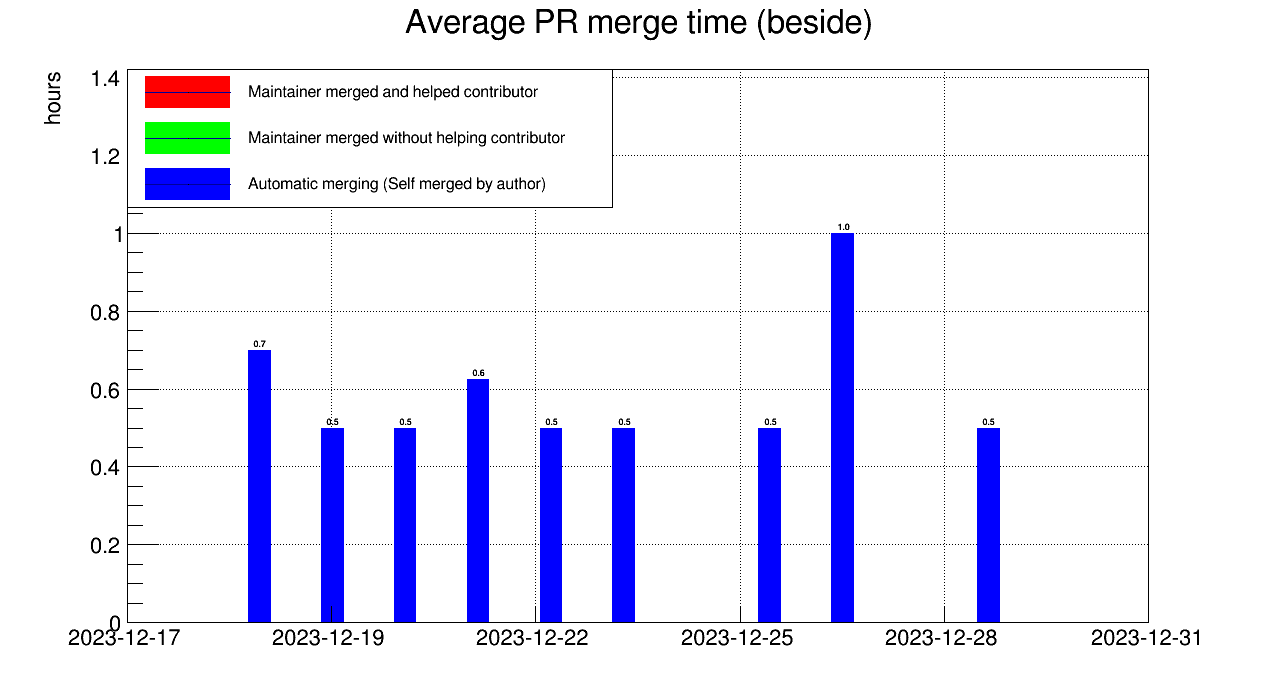 Average PR merge time (beside)
hours
1.4
1.2
1
0.8
0.6
0.4
0.2
0
Maintainer merged and helped contributor
Maintainer merged without helping contributor
Automatic merging (Self merged by author)
0.7
0.5
0.5
0.6
0.5
0.5
0.5
1.0
0.5
2023-12-17 2023-12-19 2023-12-22 2023-12-25 2023-12-28 2023-12-31